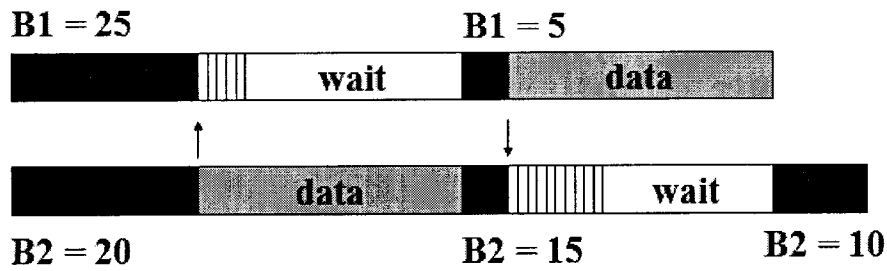 B1 = 25 B1 = 5
wait data
data wait
B2 = 20 B2 = 15 B2 = 10